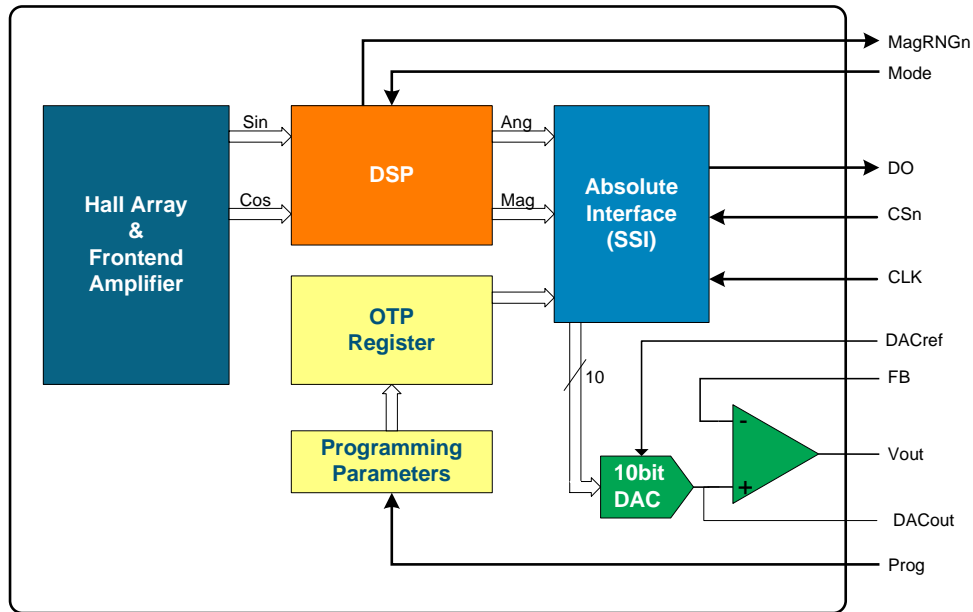 MagRNGn
Mode
Sin
Cos
Hall Array
&
Frontend
Amplifier
DSP
Ang
Mag
Absolute
Interface
(SSI)
DO
CSn
CLK
OTP
Register
10
DACref
FB
Programming
Parameters
10bit
DAC
-
+
Vout
DACout
Prog